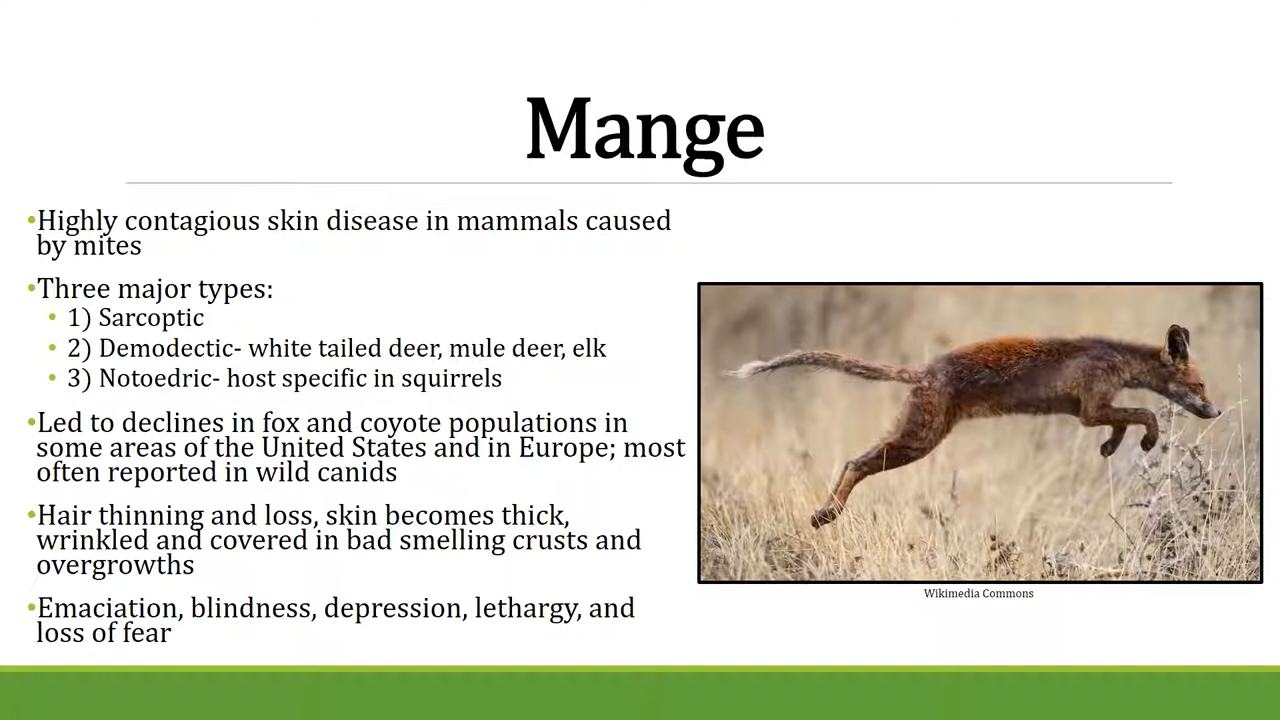 Mange
•Highly contagious skin disease in mammals caused
by mites
•Three major types:
• 1) Sarcoptic
• 2) Demodectic- white tailed deer, mule deer, elk
• 3) Notoedric- host specific in squirrels
•Led to declines in fox and coyote populations in
some areas of the United States and in Europe; most
often reported in wild canids
•Hair thinning and loss, skin becomes thick,
wrinkled and covered in bad smelling crusts and
overgrowths
•Emaciation, blindness, depression, lethargy, and
loss of fear
Wikimedia Commons